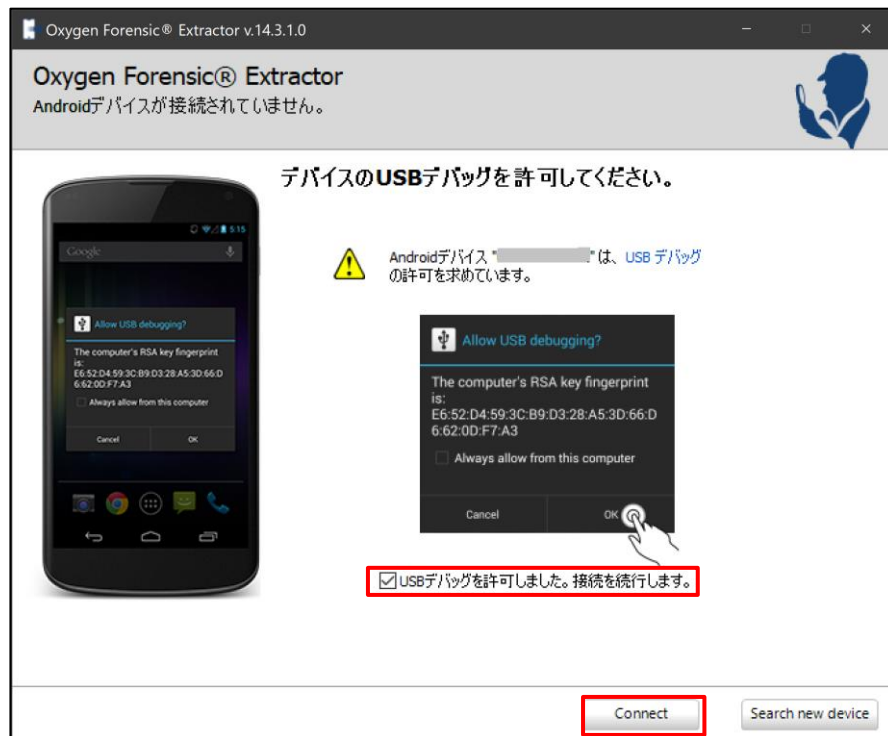 Oxygen Forensic® Extractor v.14.3.1.0
Oxygen Forensic® Extractor
Androidデバイスが接続されていません。
デバイスのUSBデバッグを許可してください。
5:15
Google
Allow USB debugging?
The computer's RSA key fingerprint
is:
E6:52:D4:59:3C:B9:D3:28:A5:3D:66:D
6:62:0D:F7:A3
Always allow from this computer
Cancel OK
Androidデバイス " "は、USB デバッグ
の許可を求めています。
Allow USB debugging?
The computer's RSA key fingerprint
is:
E6:52:D4:59:3C:B9:D3:28:A5:3D:66:D
6:62:0D:F7:A3
Always allow from this computer
Cancel OK
USBデバッグを許可しました。接続を続行します。
Connect Search new device